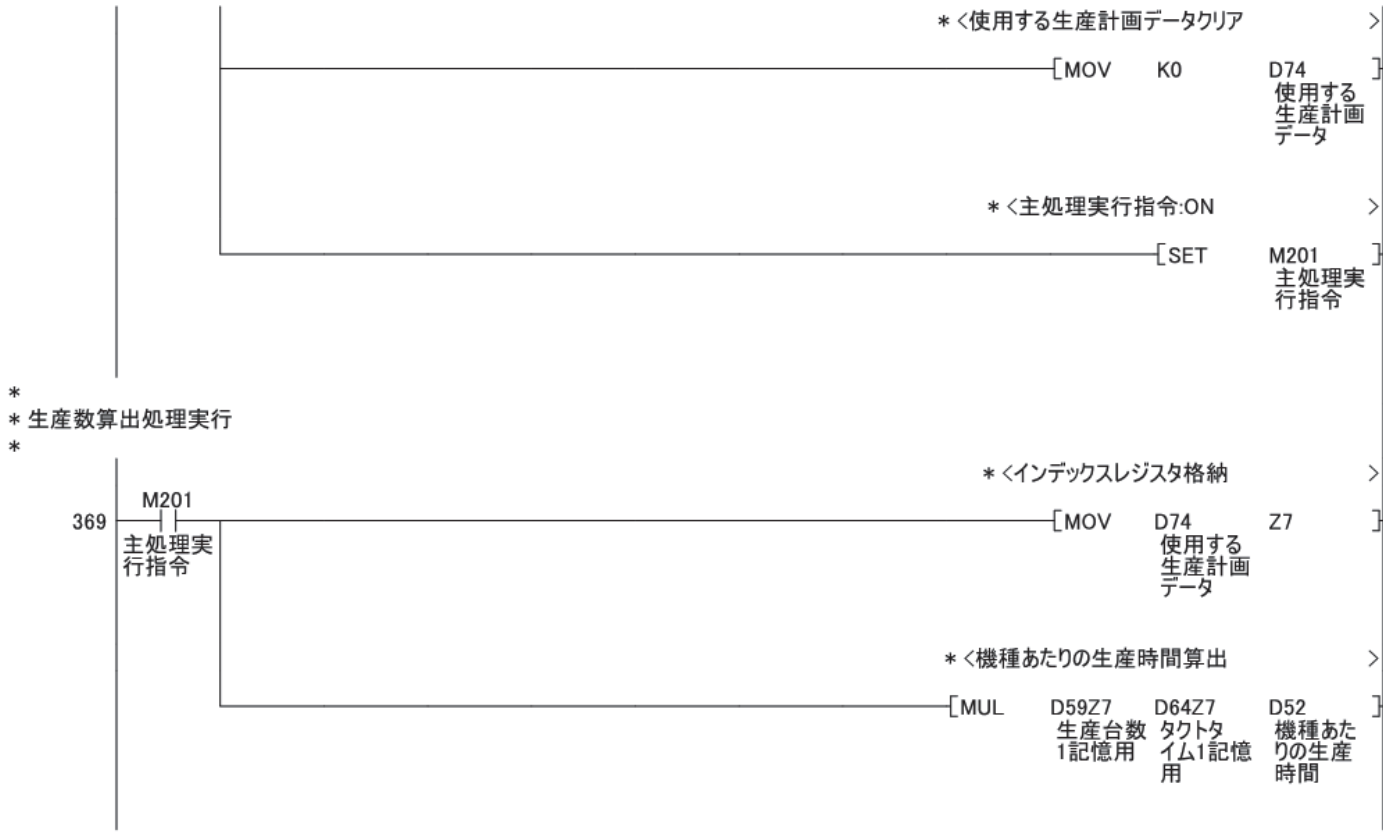 * <使用する生産計画データクリア >
[MOV K0 D74 ]
使用する
生産計画
データ
* <主処理実行指令:ON >
[SET M201 ]
主処理実
行指令
*
* 生産数算出処理実行
*
* <インデックスレジスタ格納 >
M201
369 [MOV D74 Z7 ]
主処理実
行指令
使用する
生産計画
データ
* <機種あたりの生産時間算出 >
[MUL D59Z7 D64Z7 D52 ]
生産台数 タクトタ 機種あた
1記憶用 イム1記憶 りの生産
用 時間